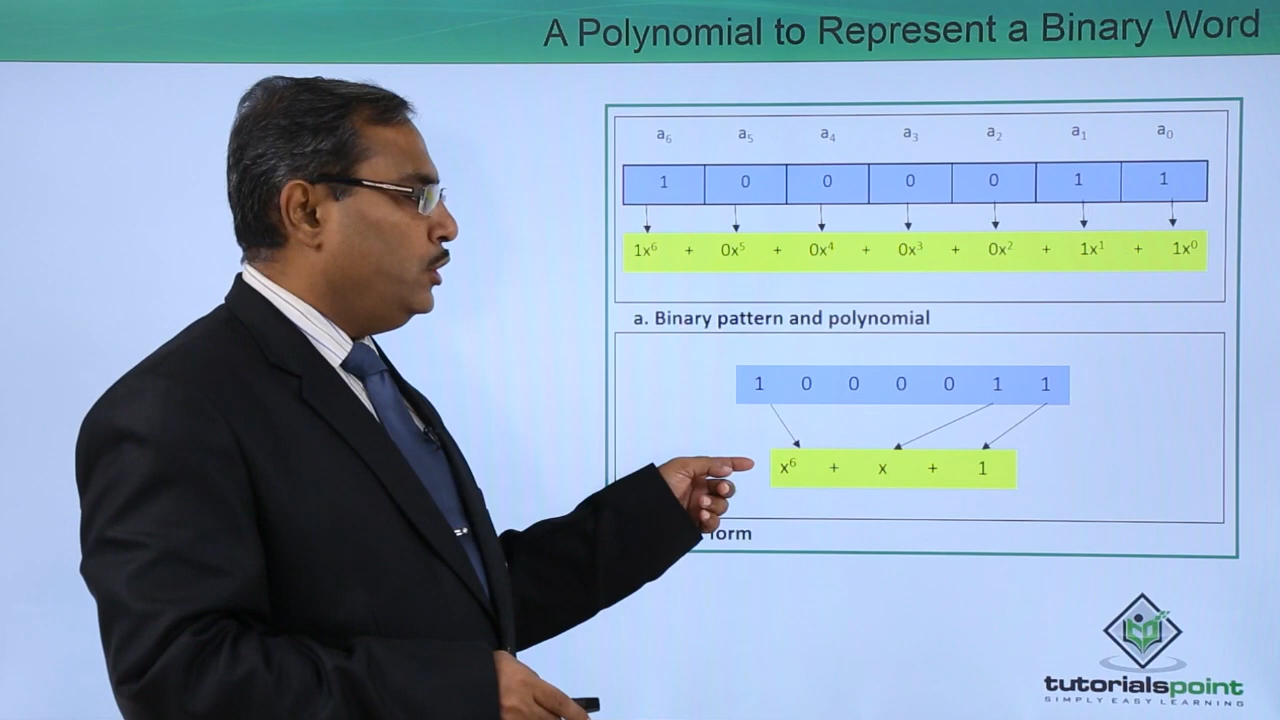 A Polynomial to Represent a Binary Word
a₆ a₅ a₄ a₃ a₂ a₁ a₀
1 0 0 0 0 1 1
1x⁶ + 0x⁵ + 0x⁴ + 0x³ + 0x² + 1x¹ + 1x⁰
a. Binary pattern and polynomial
1 0 0 0 0 1 1
x⁶ + x + 1
form
tutorialspoint
SIMPLY EASY LEARNING